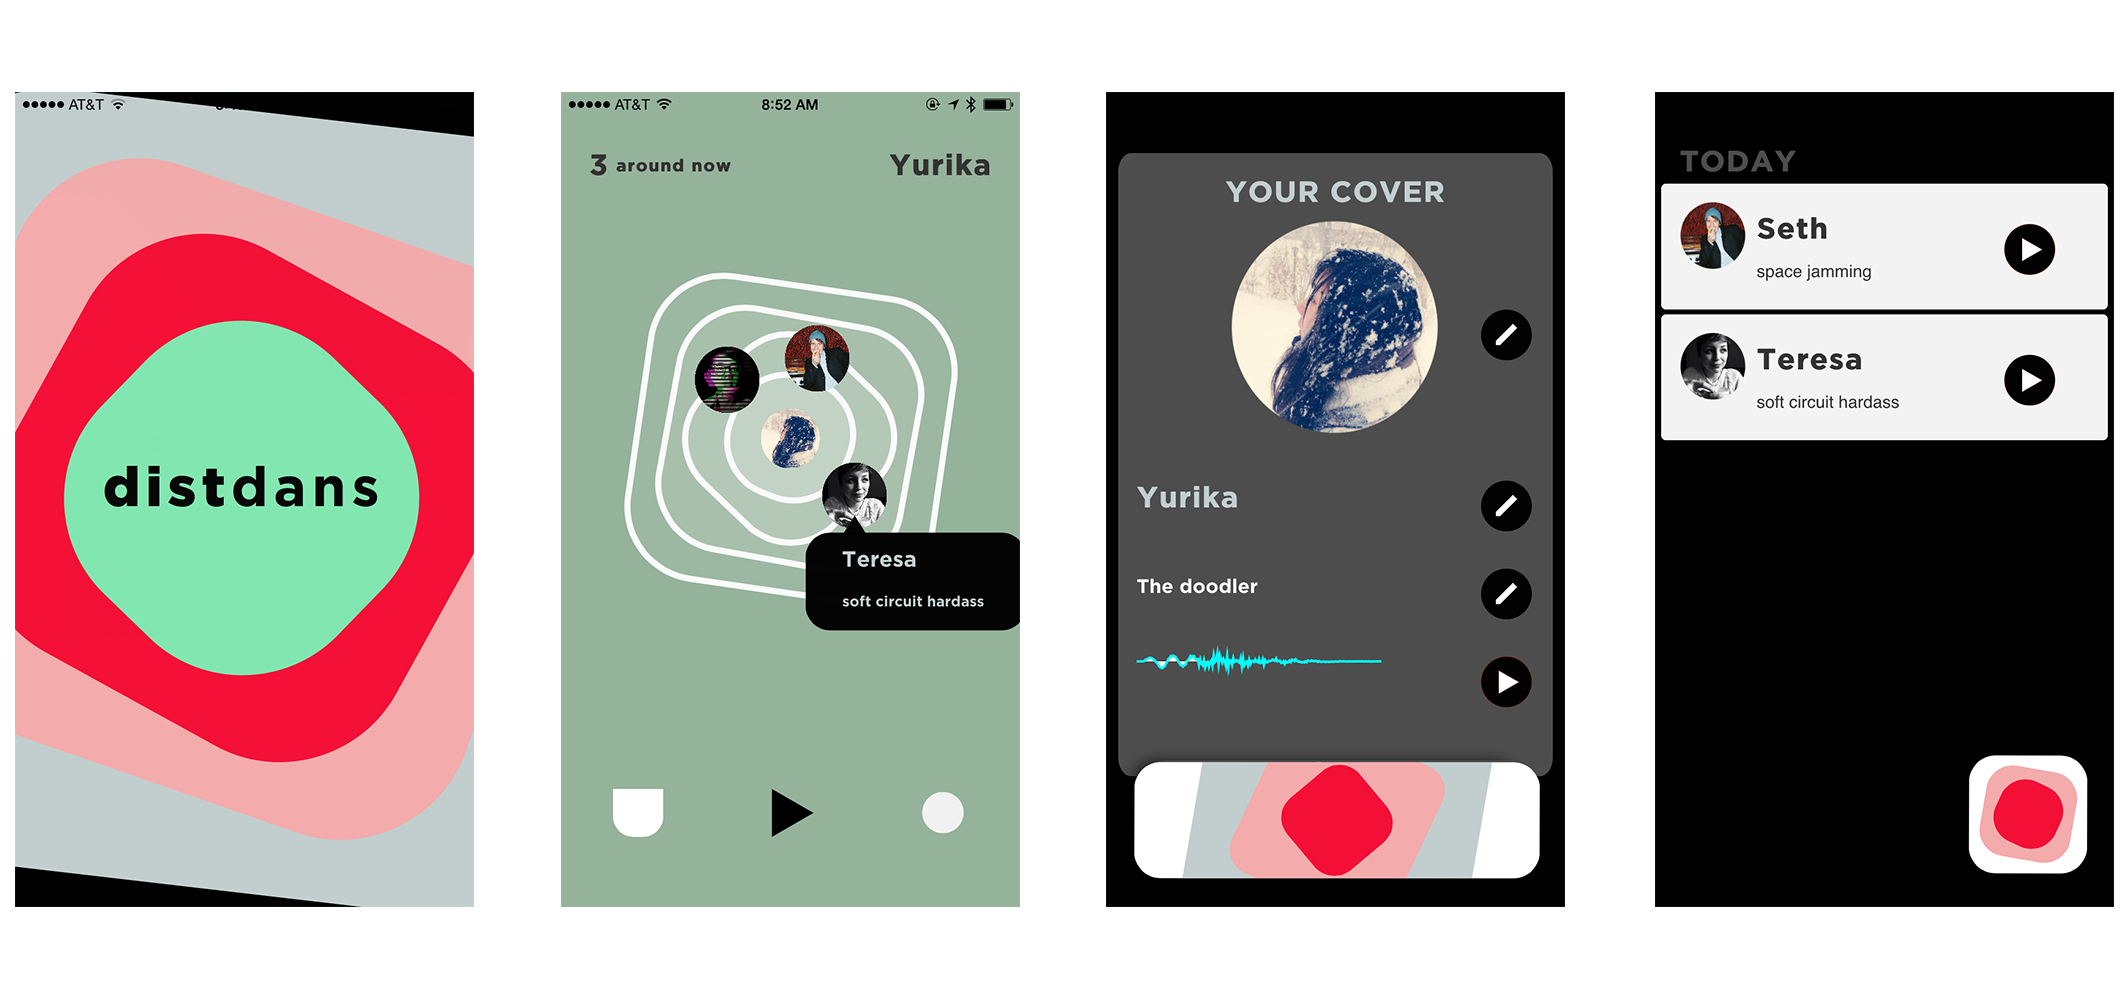 AT&T
distdans
AT&T 8:52 AM
3 around now Yurika
Teresa
soft circuit hardass
YOUR COVER
Yurika
The doodler
TODAY
Seth
space jamming
Teresa
soft circuit hardass